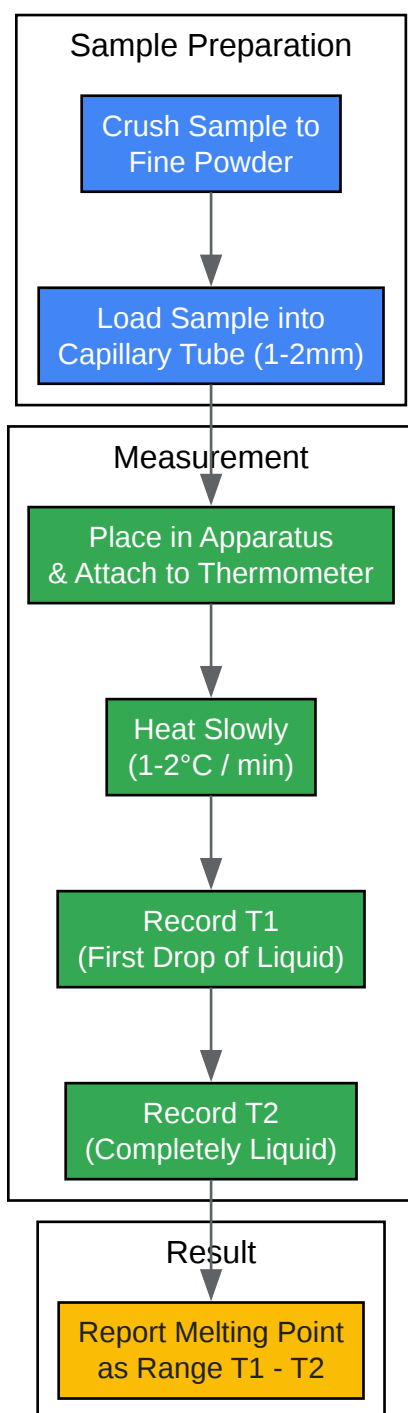 Sample Preparation
Crush Sample to
Fine Powder
Load Sample into
Capillary Tube (1-2mm)
Measurement
Place in Apparatus
& Attach to Thermometer
Heat Slowly
(1-2°C / min)
Record T1
(First Drop of Liquid)
Record T2
(Completely Liquid)
Result
Report Melting Point
as Range T1 - T2